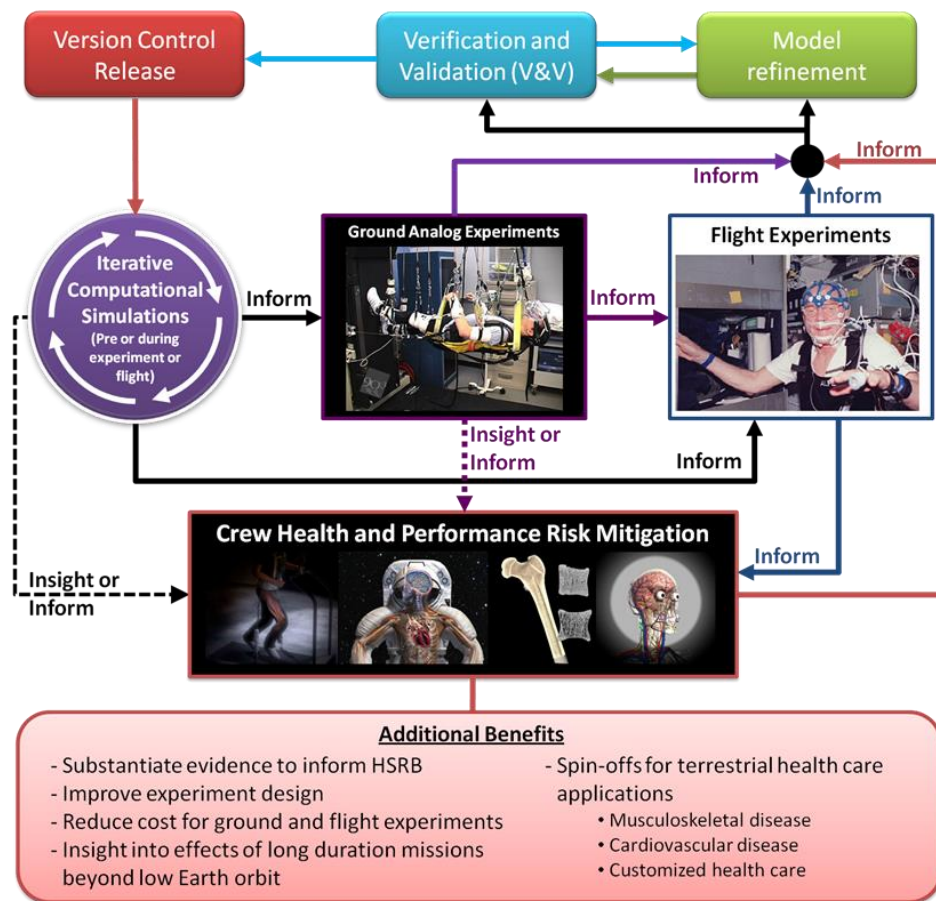 Version Control
Release
Verification and
Validation (V&V)
Model
refinement
Inform
Inform
Inform
Ground Analog Experiments
Flight Experiments
Iterative
Computational
Simulations
(Pre or during
experiment or
flight)
Inform
Inform
Insight or
Inform
Inform
Inform
Insight or
Inform
Crew Health and Performance Risk Mitigation
Additional Benefits
- Substantiate evidence to inform HSRB
- Improve experiment design
- Reduce cost for ground and flight experiments
- Insight into effects of long duration missions
beyond low Earth orbit
- Spin-offs for terrestrial health care
applications
• Musculoskeletal disease
• Cardiovascular disease
• Customized health care